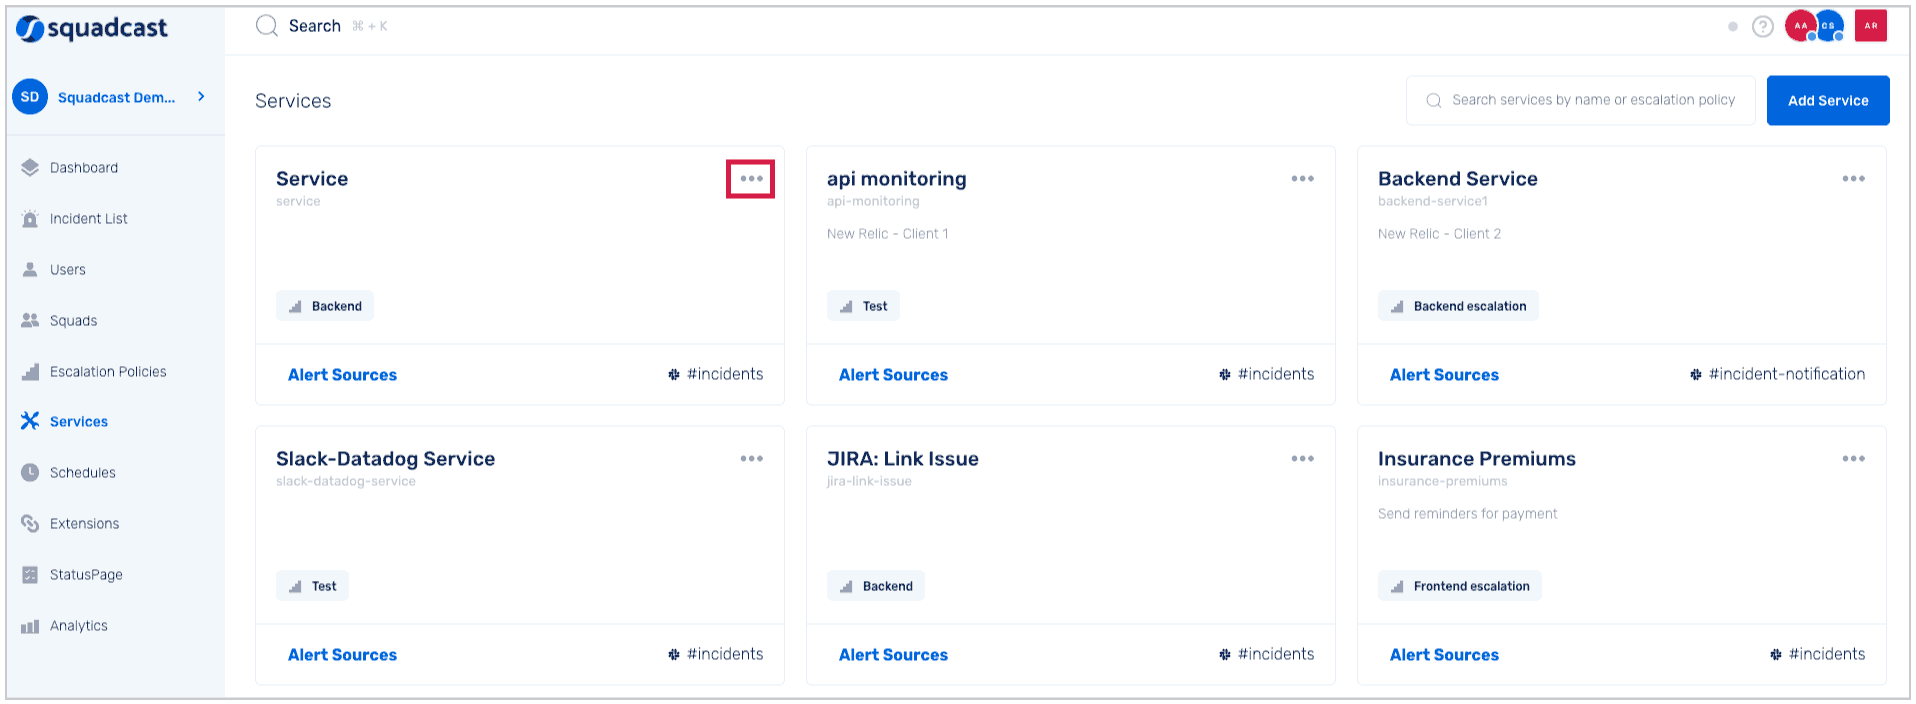 squadcast
Search ⌘ + K
?
AA
CS
AR
SD
Squadcast Dem...
Dashboard
Incident List
Users
Squads
Escalation Policies
Services
Schedules
Extensions
StatusPage
Analytics
Services
Search services by name or escalation policy
Add Service
Service
service
Backend
Alert Sources
#incidents
api monitoring
api-monitoring
New Relic - Client 1
Test
Alert Sources
#incidents
Backend Service
backend-service1
New Relic - Client 2
Backend escalation
Alert Sources
#incident-notification
Slack-Datadog Service
slack-datadog-service
Test
Alert Sources
#incidents
JIRA: Link Issue
jira-link-issue
Backend
Alert Sources
#incidents
Insurance Premiums
insurance-premiums
Send reminders for payment
Frontend escalation
Alert Sources
#incidents